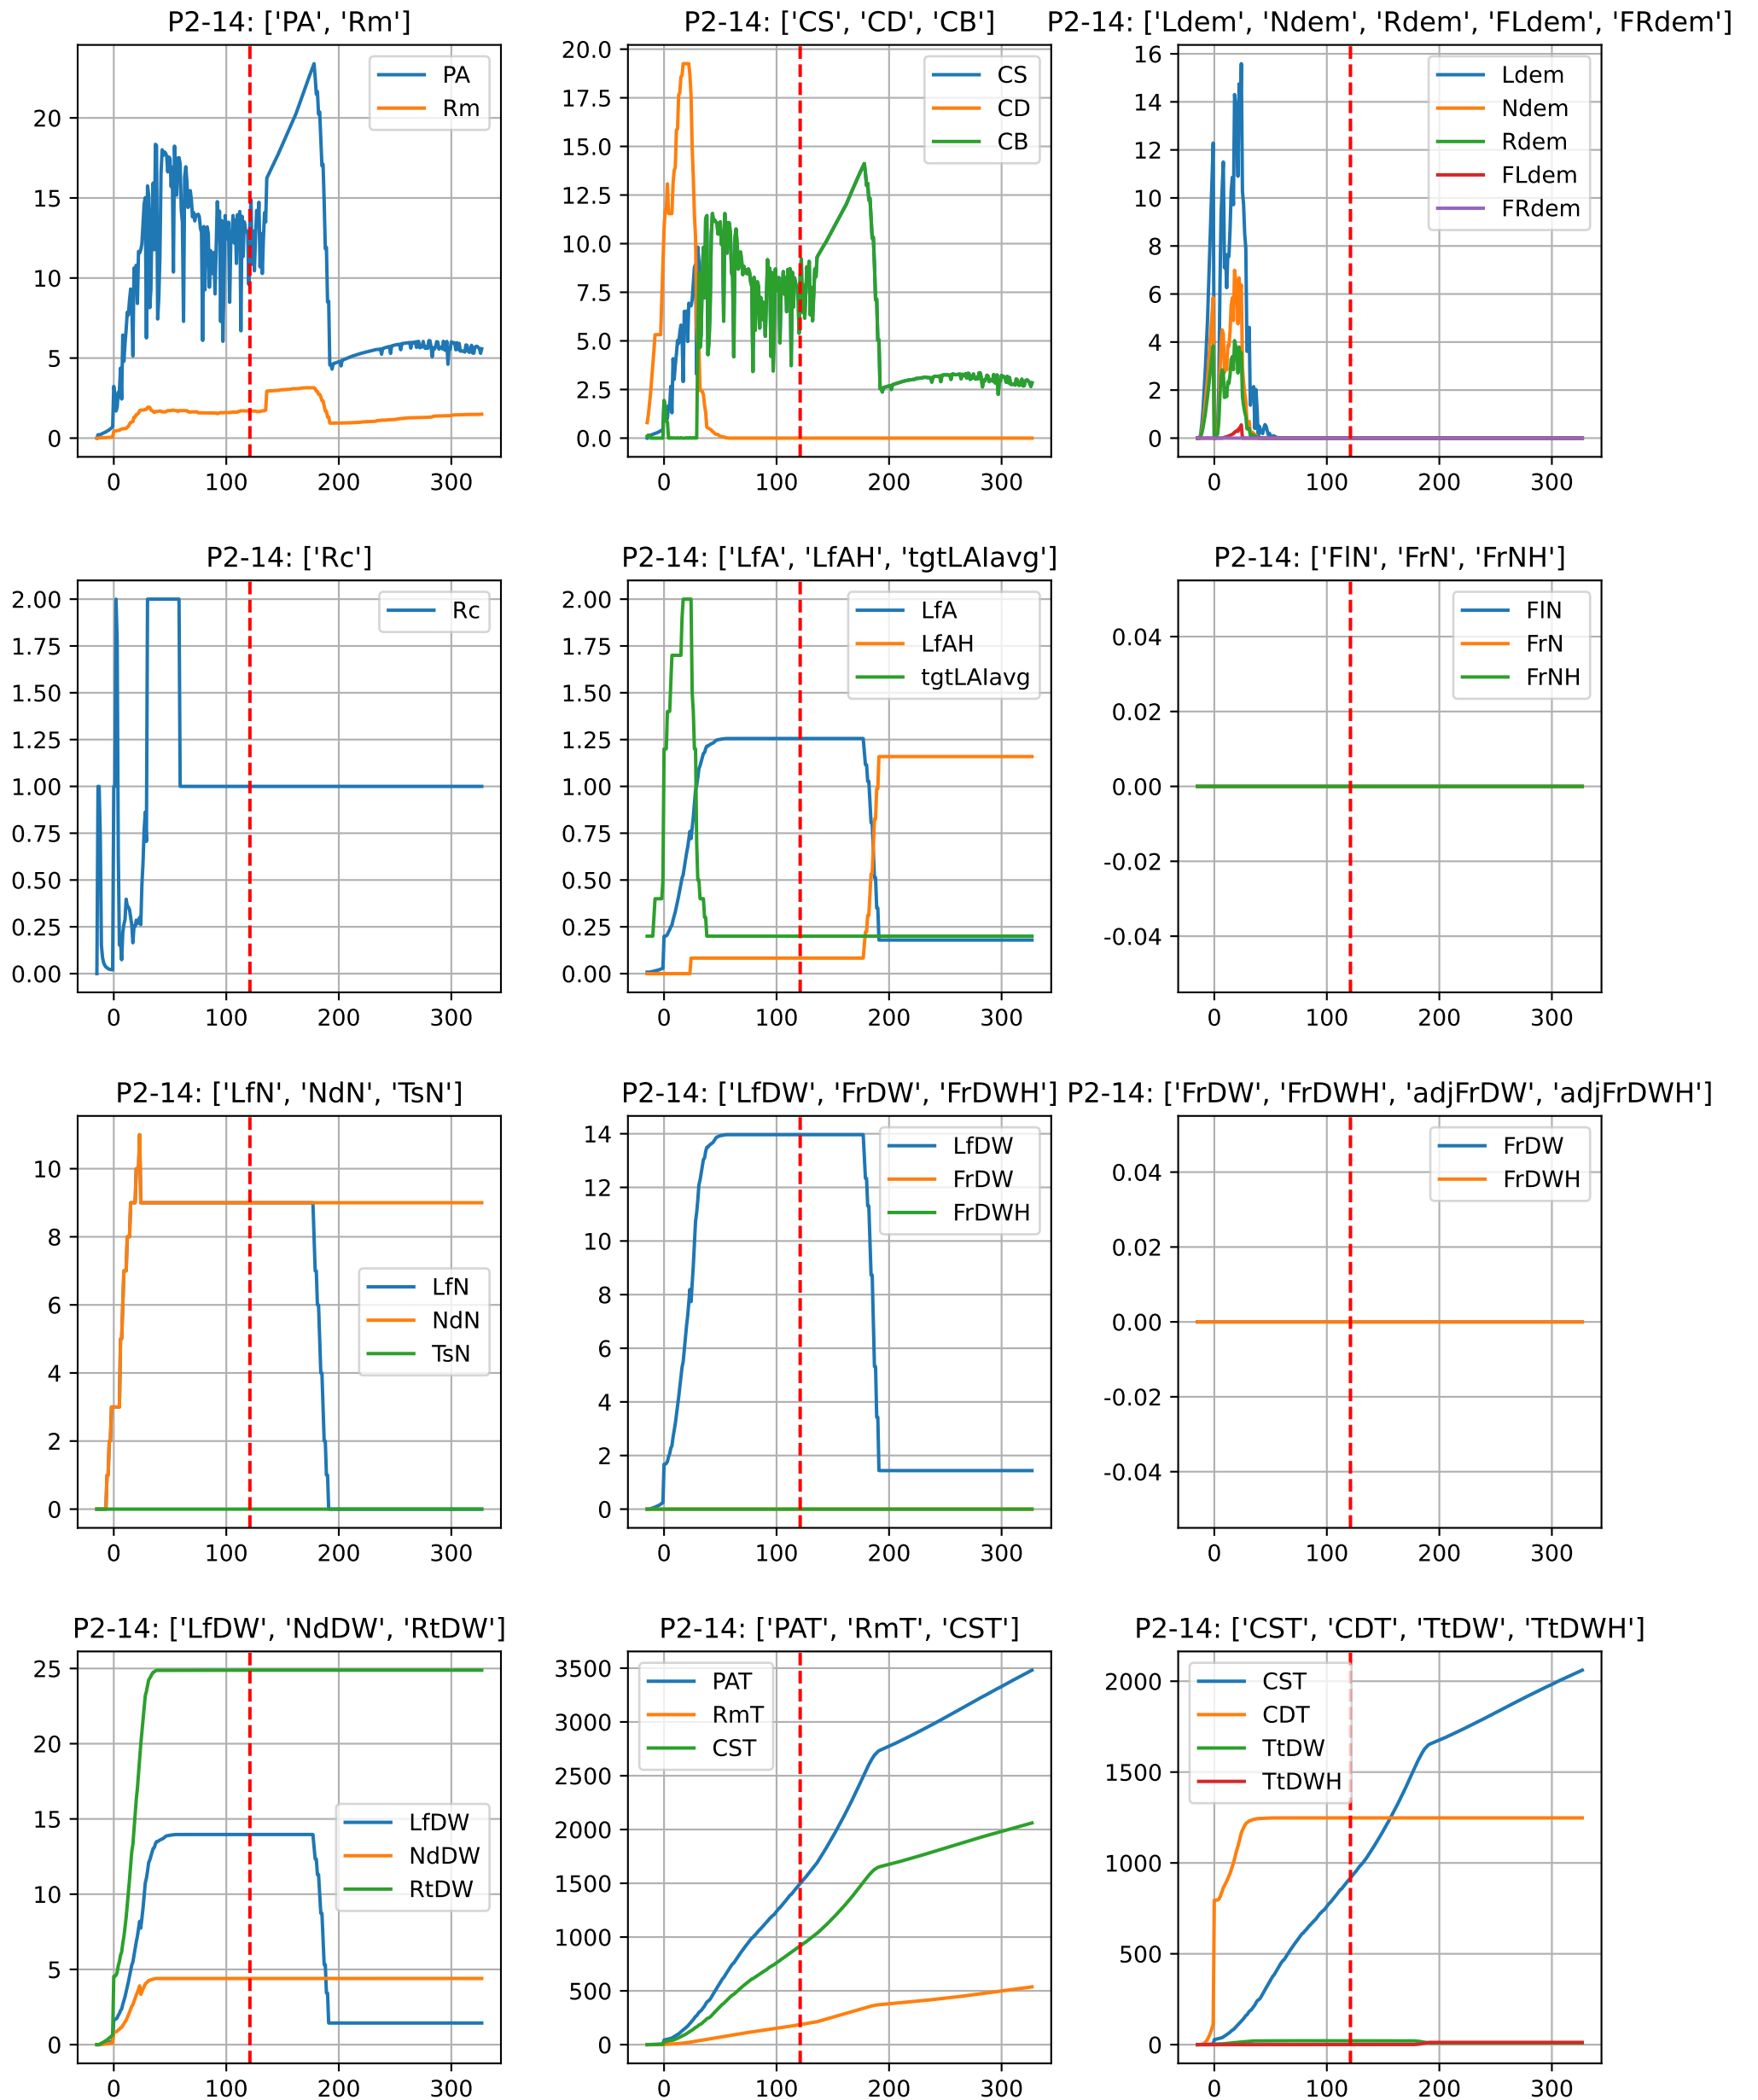 P2-14: ['PA', 'Rm']
20
15
10
5
0
0 100 200 300
PA
Rm
P2-14: ['CS', 'CD', 'CB']
20.0
17.5
15.0
12.5
10.0
7.5
5.0
2.5
0.0
0 100 200 300
CS
CD
CB
P2-14: ['Ldem', 'Ndem', 'Rdem', 'FLdem', 'FRdem']
16
14
12
10
8
6
4
2
0
0 100 200 300
Ldem
Ndem
Rdem
FLdem
FRdem
P2-14: ['Rc']
2.00
1.75
1.50
1.25
1.00
0.75
0.50
0.25
0.00
0 100 200 300
Rc
P2-14: ['LfA', 'LfAH', 'tgtLAIavg']
2.00
1.75
1.50
1.25
1.00
0.75
0.50
0.25
0.00
0 100 200 300
LfA
LfAH
tgtLAIavg
P2-14: ['FlN', 'FrN', 'FrNH']
0.04
0.02
0.00
-0.02
-0.04
0 100 200 300
FlN
FrN
FrNH
P2-14: ['LfN', 'NdN', 'TsN']
10
8
6
4
2
0
0 100 200 300
LfN
NdN
TsN
P2-14: ['LfDW', 'FrDW', 'FrDWH']
14
12
10
8
6
4
2
0
0 100 200 300
LfDW
FrDW
FrDWH
P2-14: ['FrDW', 'FrDWH', 'adjFrDW', 'adjFrDWH']
0.04
0.02
0.00
-0.02
-0.04
0 100 200 300
FrDW
FrDWH
P2-14: ['LfDW', 'NdDW', 'RtDW']
25
20
15
10
5
0
0 100 200 300
LfDW
NdDW
RtDW
P2-14: ['PAT', 'RmT', 'CST']
3500
3000
2500
2000
1500
1000
500
0
0 100 200 300
PAT
RmT
CST
P2-14: ['CST', 'CDT', 'TtDW', 'TtDWH']
2000
1500
1000
500
0
0 100 200 300
CST
CDT
TtDW
TtDWH